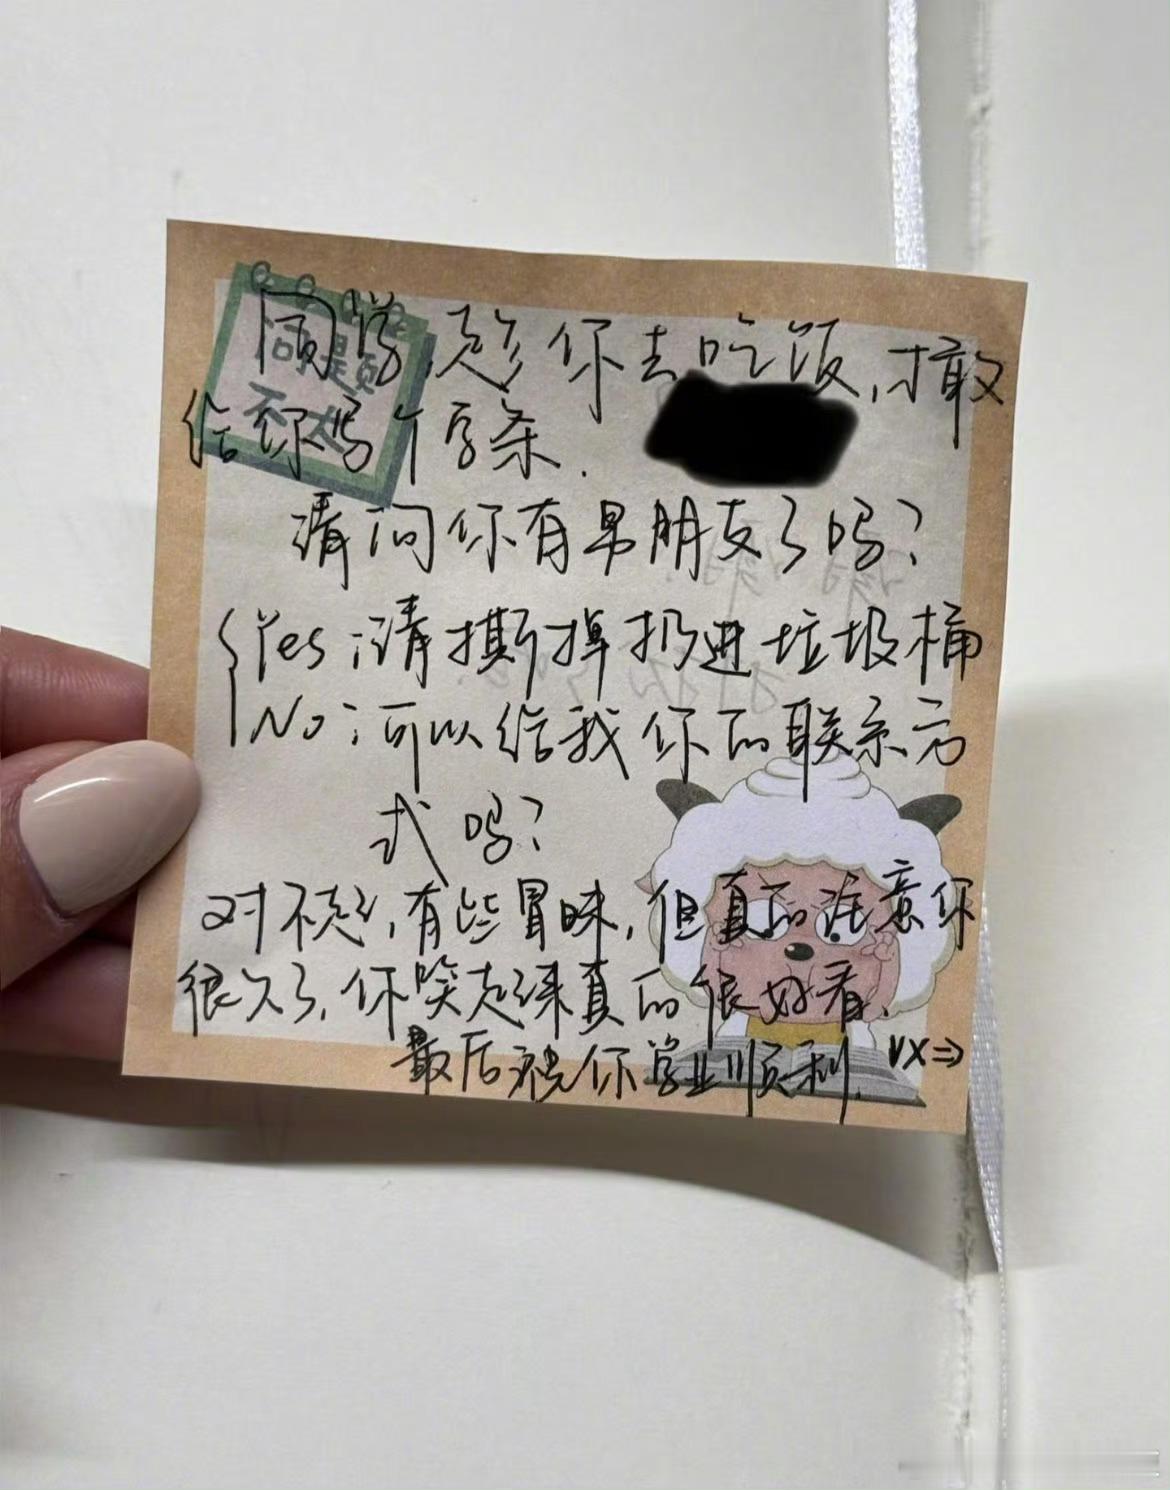 同学,趁你去吃饭,才敢
给你写个字条.
请问你有男朋友了吗?
Yes:请撕掉扔进垃圾桶
No:可以给我你的联系方
式吗?
对不起,有些冒昧,但真的注意你
很久了,你笑起来真的很好看.
最后祝你学业顺利. VX⇒